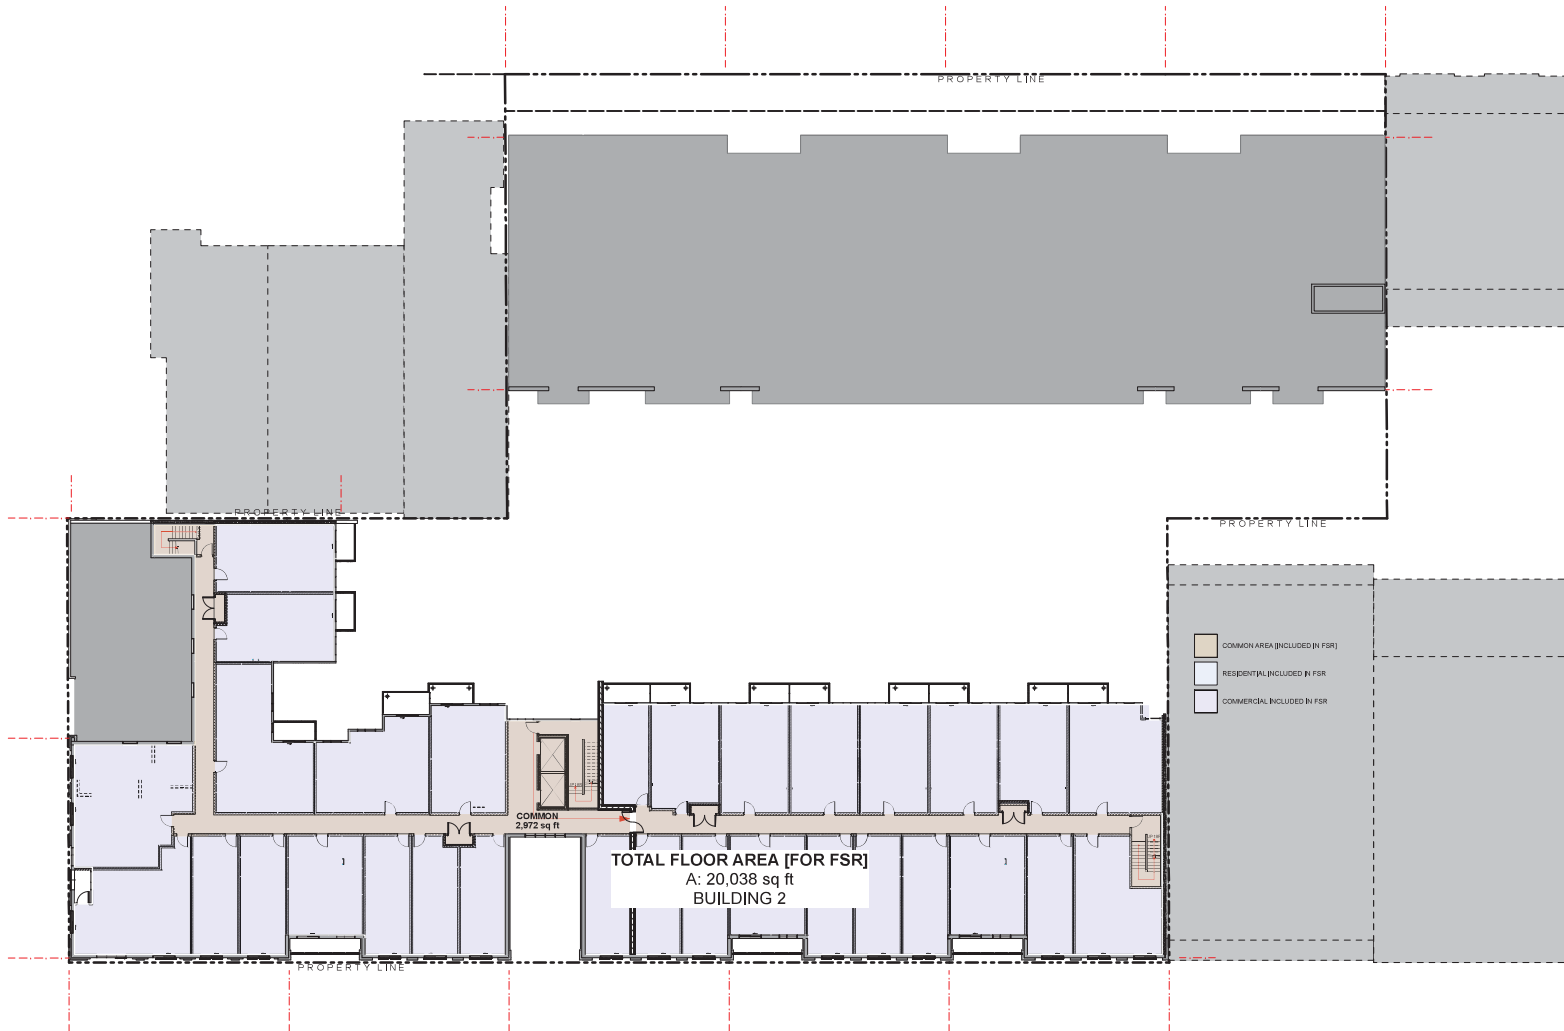 PROPERTY LINE
PROPERTY LINE
PROPERTY LINE
COMMON AREA [INCLUDED IN FSR]
RESIDENTIAL INCLUDED IN FSR
COMMERCIAL INCLUDED IN FSR
COMMON
2,972 sq ft
TOTAL FLOOR AREA [FOR FSR]
A: 20,038 sq ft
BUILDING 2
PROPERTY LINE